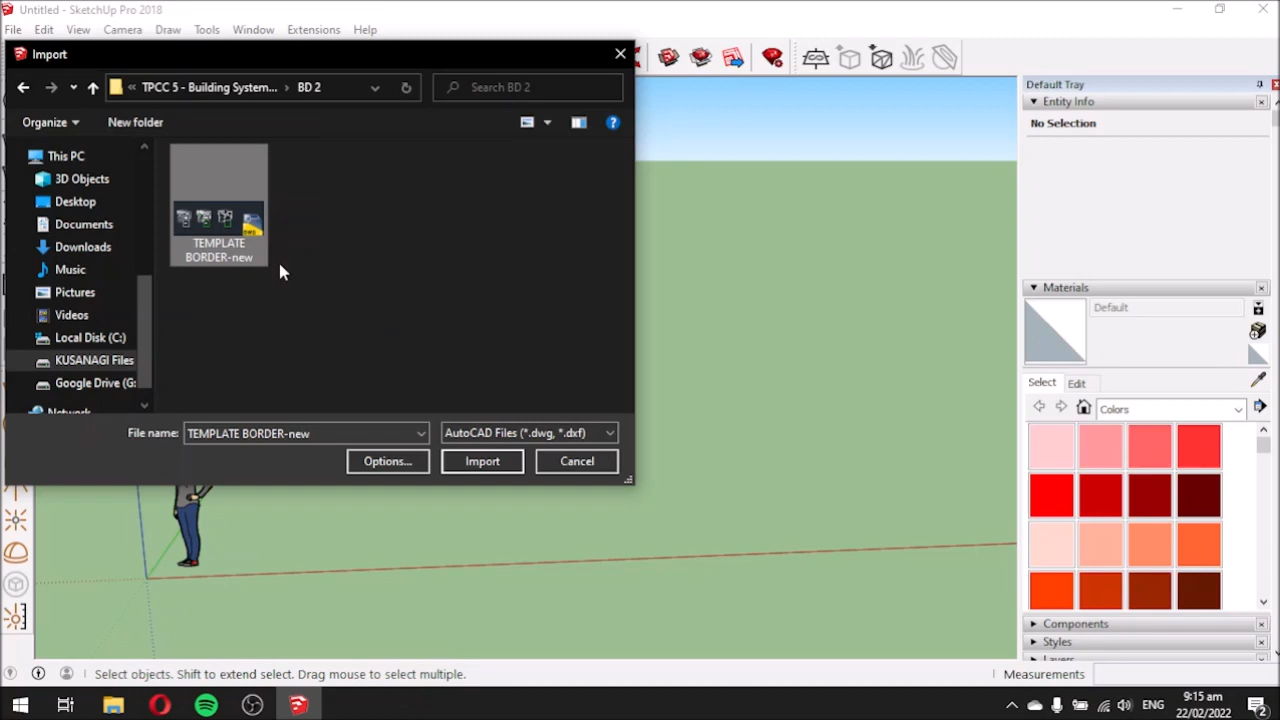 Untitled - SketchUp Pro 2018
File Edit View Camera Draw Tools Window Extensions Help
Import
« TPCC 5 - Building System... › BD 2
Search BD 2
Organize
New folder
This PC
3D Objects
Desktop
Documents
Downloads
Music
Pictures
Videos
Local Disk (C:)
KUSANAGI Files
Google Drive (G:
Network
DWG
TEMPLATE
BORDER-new
File name:
TEMPLATE BORDER-new
AutoCAD Files (*.dwg, *.dxf)
Options...
Import
Cancel
Default Tray
Entity Info
No Selection
Materials
Default
Select
Edit
Colors
Components
Styles
Layers
Select objects. Shift to extend select. Drag mouse to select multiple.
Measurements
ENG
9:15 am
22/02/2022
2